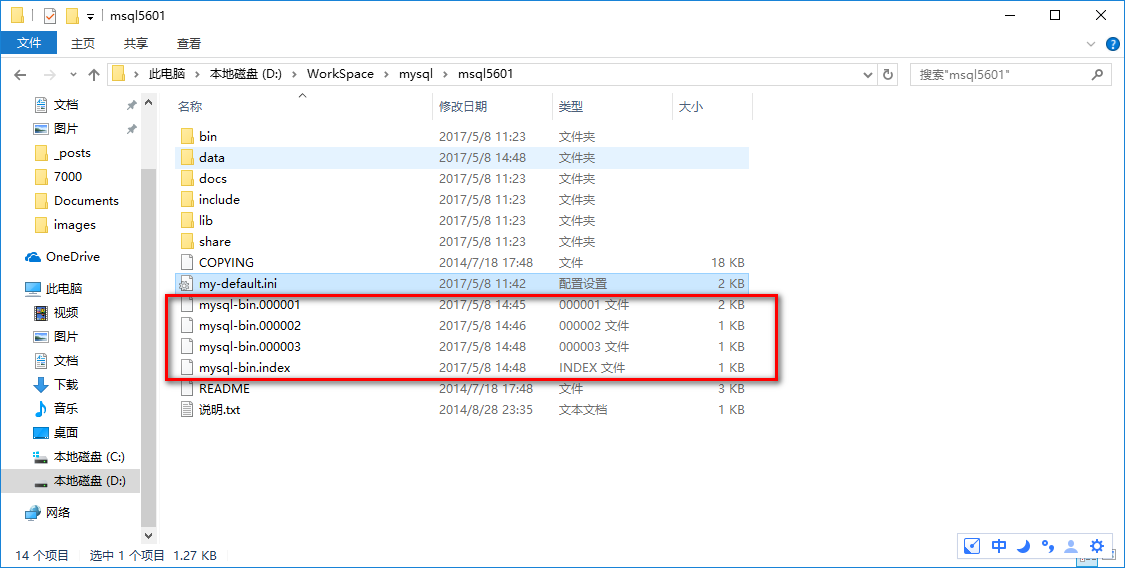 msql5601
文件 主页 共享 查看
此电脑 本地磁盘 (D:) WorkSpace mysql msql5601 搜索"msql5601"
文档
图片
_posts
7000
Documents
images
OneDrive
此电脑
视频
图片
文档
下载
音乐
桌面
本地磁盘 (C:)
本地磁盘 (D:)
网络
名称 修改日期 类型 大小
bin 2017/5/8 11:23 文件夹
data 2017/5/8 14:48 文件夹
docs 2017/5/8 11:23 文件夹
include 2017/5/8 11:23 文件夹
lib 2017/5/8 11:23 文件夹
share 2017/5/8 11:23 文件夹
COPYING 2014/7/18 17:48 文件 18 KB
my-default.ini 2017/5/8 11:42 配置设置 2 KB
mysql-bin.000001 2017/5/8 14:45 000001 文件 2 KB
mysql-bin.000002 2017/5/8 14:46 000002 文件 1 KB
mysql-bin.000003 2017/5/8 14:48 000003 文件 1 KB
mysql-bin.index 2017/5/8 14:48 INDEX 文件 1 KB
README 2014/7/18 17:48 文件 3 KB
说明.txt 2014/8/28 23:35 文本文档 1 KB
14 个项目 选中 1 个项目 1.27 KB
中